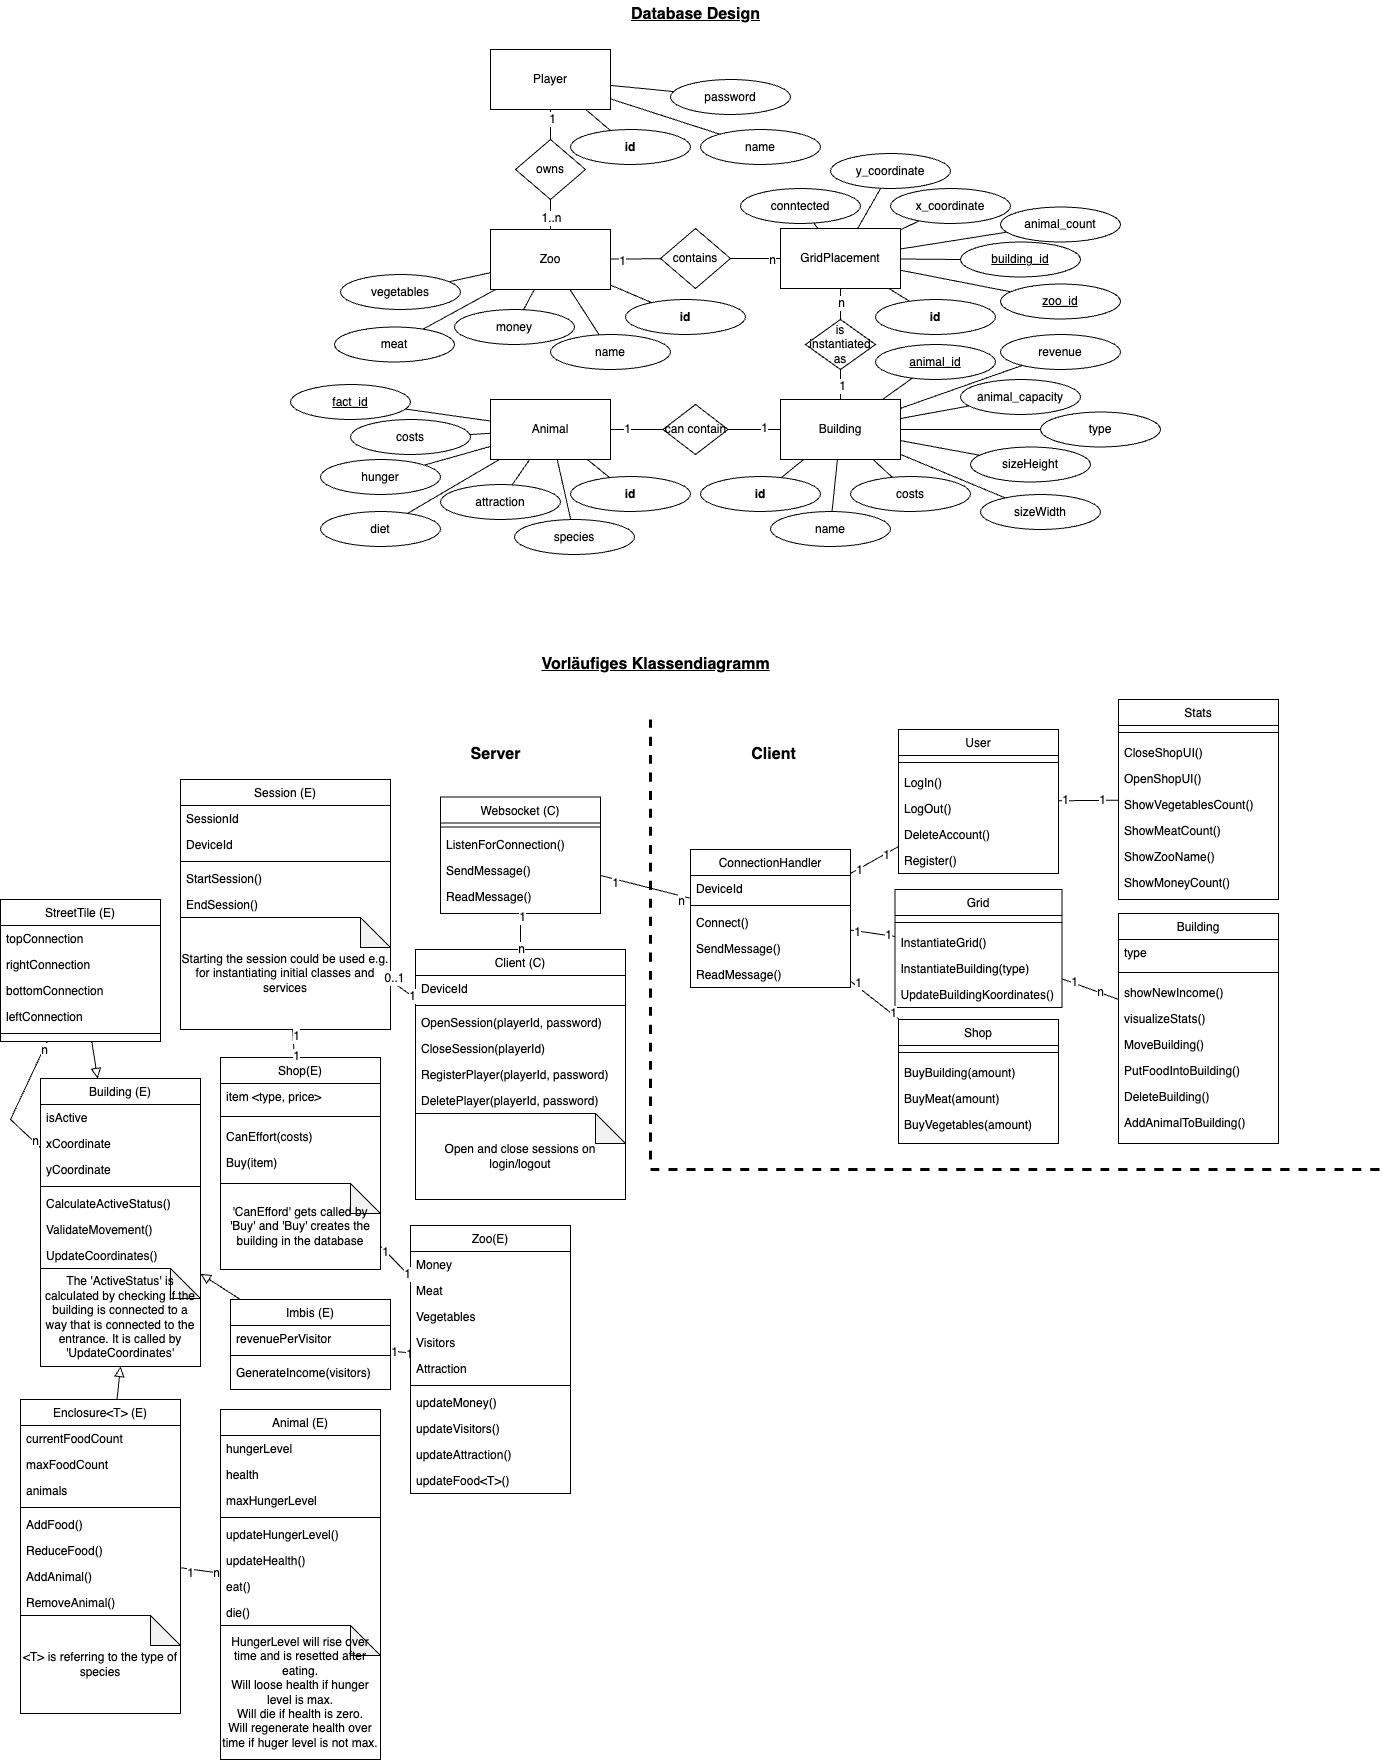 Database Design
Player
password
id
name
1
owns
1..n
Zoo
1
contains
n
GridPlacement
conntected
y_coordinate
x_coordinate
animal_count
building_id
zoo_id
id
vegetables
meat
money
name
id
n
is
instantiated
as
1
animal_id
revenue
animal_capacity
type
sizeHeight
sizeWidth
costs
name
id
Building
1
can contain
1
Animal
fact_id
costs
hunger
diet
attraction
species
id
Vorläufiges Klassendiagramm
Server
Client
Session (E)
SessionId
DeviceId
StartSession()
EndSession()
Starting the session could be used e.g.
for instantiating initial classes and
services
0..1
1
1
1
Websocket (C)
ListenForConnection()
SendMessage()
ReadMessage()
1
n
1
n
Client (C)
DeviceId
OpenSession(playerId, password)
CloseSession(playerId)
RegisterPlayer(playerId, password)
DeletePlayer(playerId, password)
Open and close sessions on
login/logout
StreetTile (E)
topConnection
rightConnection
bottomConnection
leftConnection
n
n
Building (E)
isActive
xCoordinate
yCoordinate
CalculateActiveStatus()
ValidateMovement()
UpdateCoordinates()
The 'ActiveStatus' is
calculated by checking if the
building is connected to a
way that is connected to the
entrance. It is called by
'UpdateCoordinates'
Shop(E)
item <type, price>
CanEffort(costs)
Buy(item)
'CanEfford' gets called by
'Buy' and 'Buy' creates the
building in the database
1
1
Zoo(E)
Money
Meat
Vegetables
Visitors
Attraction
updateMoney()
updateVisitors()
updateAttraction()
updateFood<T>()
Imbis (E)
revenuePerVisitor
GenerateIncome(visitors)
1
1
Enclosure<T> (E)
currentFoodCount
maxFoodCount
animals
AddFood()
ReduceFood()
AddAnimal()
RemoveAnimal()
<T> is referring to the type of
species
1
n
Animal (E)
hungerLevel
health
maxHungerLevel
updateHungerLevel()
updateHealth()
eat()
die()
HungerLevel will rise over
time and is resetted after
eating.
Will loose health if hunger
level is max.
Will die if health is zero.
Will regenerate health over
time if huger level is not max.
ConnectionHandler
DeviceId
Connect()
SendMessage()
ReadMessage()
1
1
1
1
1
1
User
LogIn()
LogOut()
DeleteAccount()
Register()
1
1
Stats
CloseShopUI()
OpenShopUI()
ShowVegetablesCount()
ShowMeatCount()
ShowZooName()
ShowMoneyCount()
Grid
InstantiateGrid()
InstantiateBuilding(type)
UpdateBuildingKoordinates()
1
n
Building
type
showNewIncome()
visualizeStats()
MoveBuilding()
PutFoodIntoBuilding()
DeleteBuilding()
AddAnimalToBuilding()
Shop
BuyBuilding(amount)
BuyMeat(amount)
BuyVegetables(amount)